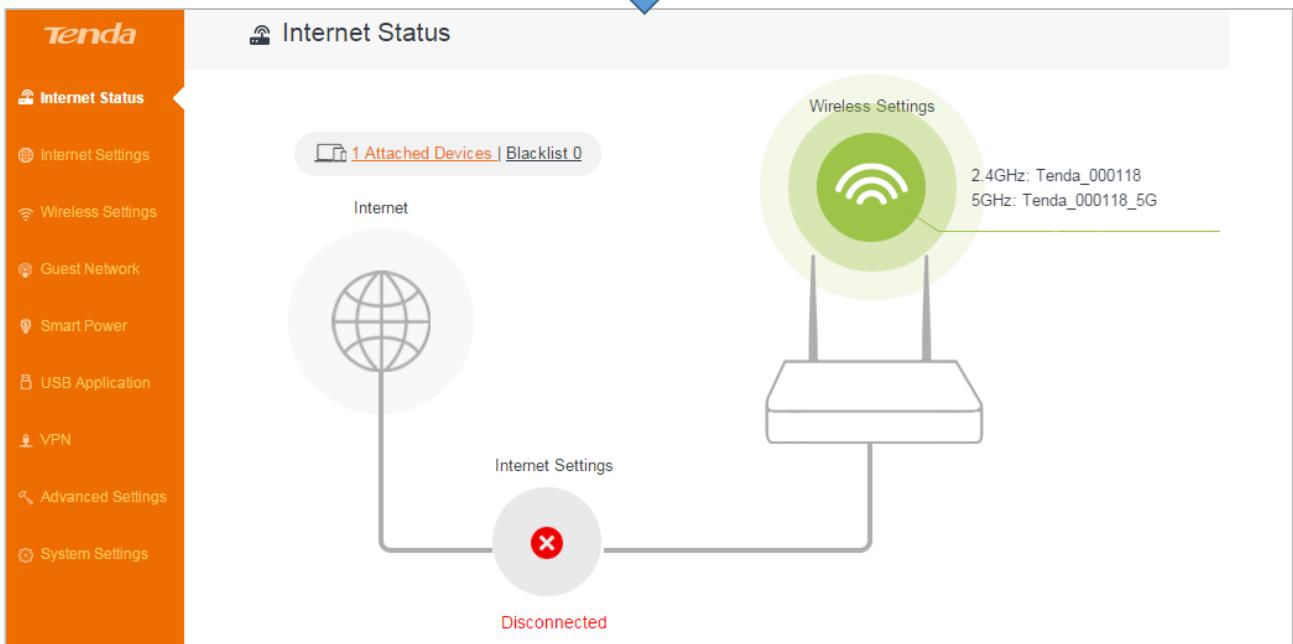 Tenda
Internet Status
Internet Status
Internet Settings
Wireless Settings
Guest Network
Smart Power
USB Application
VPN
Advanced Settings
System Settings
1 Attached Devices | Blacklist 0
Internet
Wireless Settings
2.4GHz: Tenda_000118
5GHz: Tenda_000118_5G
Internet Settings
Disconnected